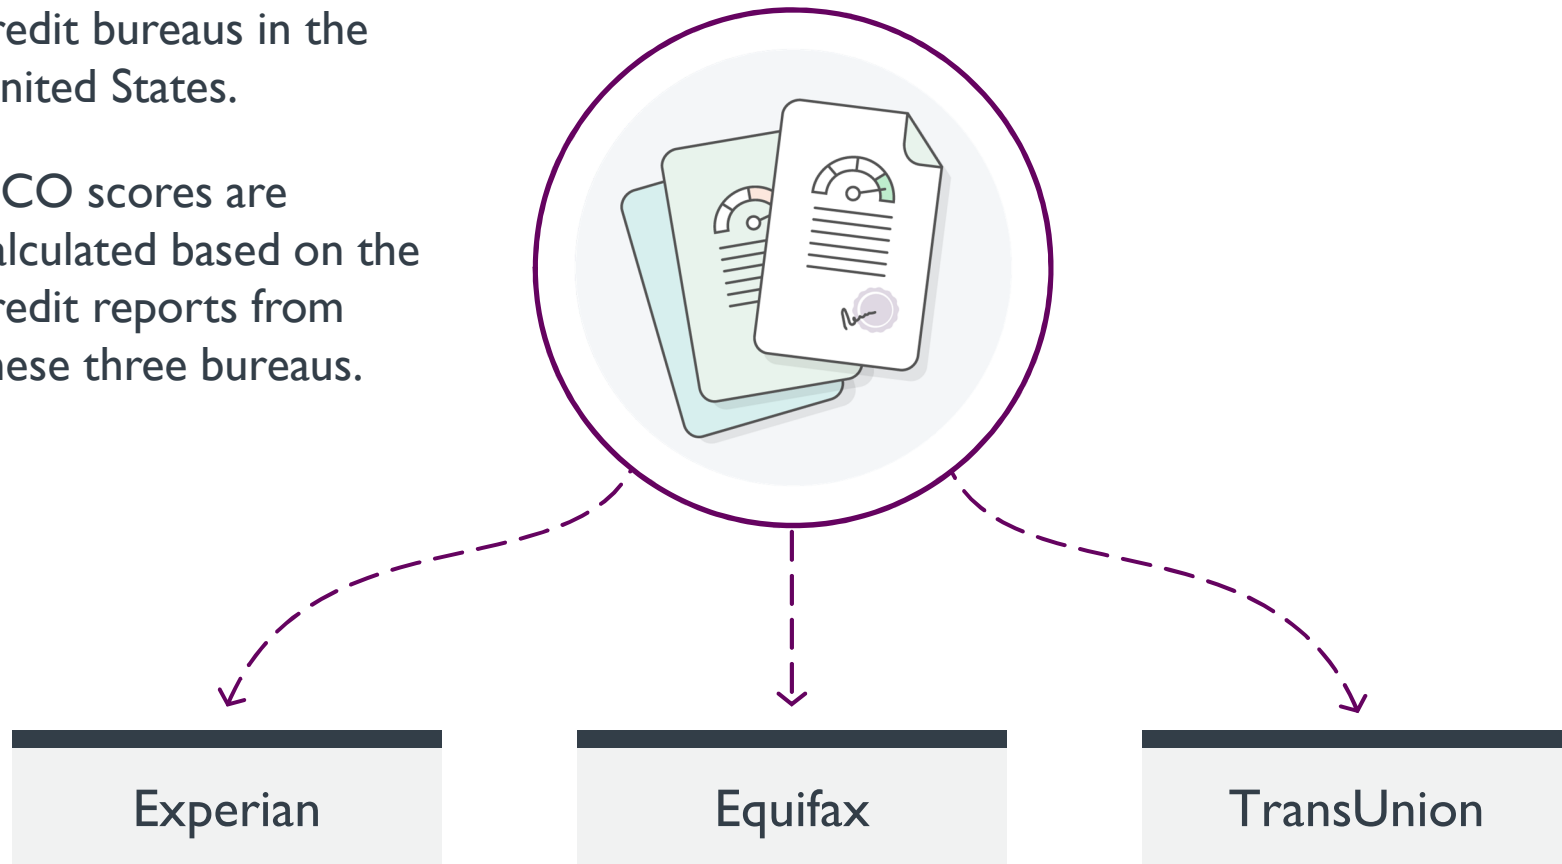 redit bureaus in the
nited States.
CO scores are
alculated based on the
redit reports from
hese three bureaus.
Experian
Equifax
TransUnion